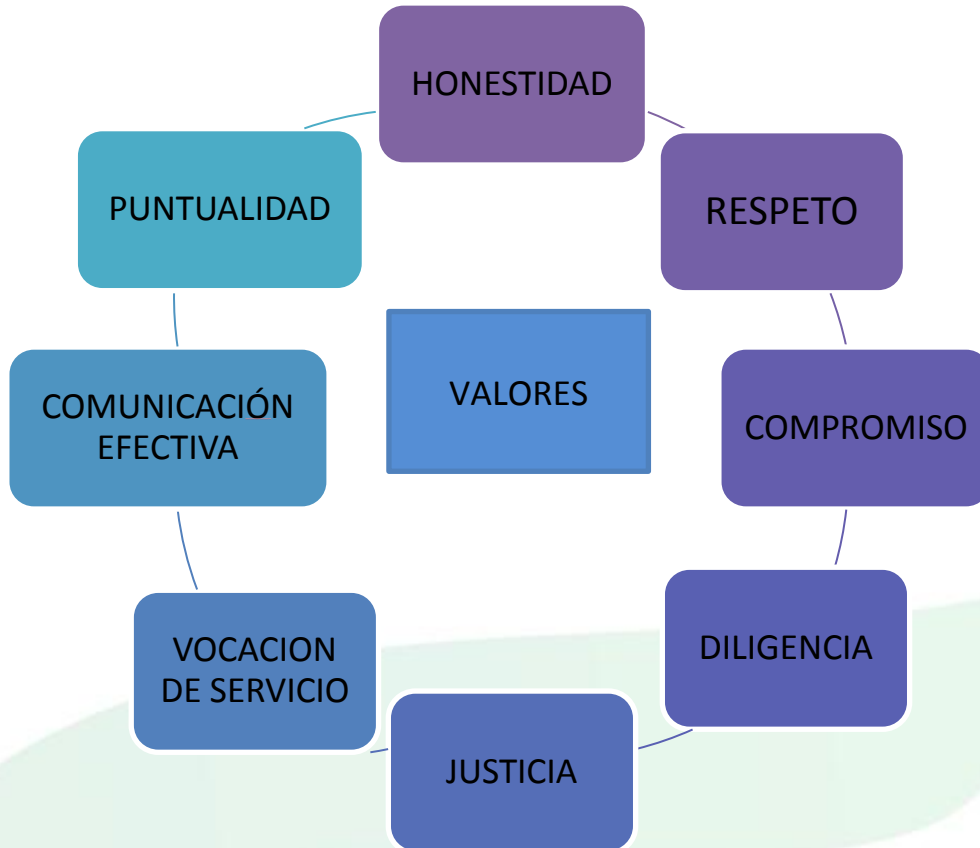 HONESTIDAD
RESPETO
COMPROMISO
DILIGENCIA
JUSTICIA
VOCACION
DE SERVICIO
COMUNICACIÓN
EFECTIVA
PUNTUALIDAD
VALORES